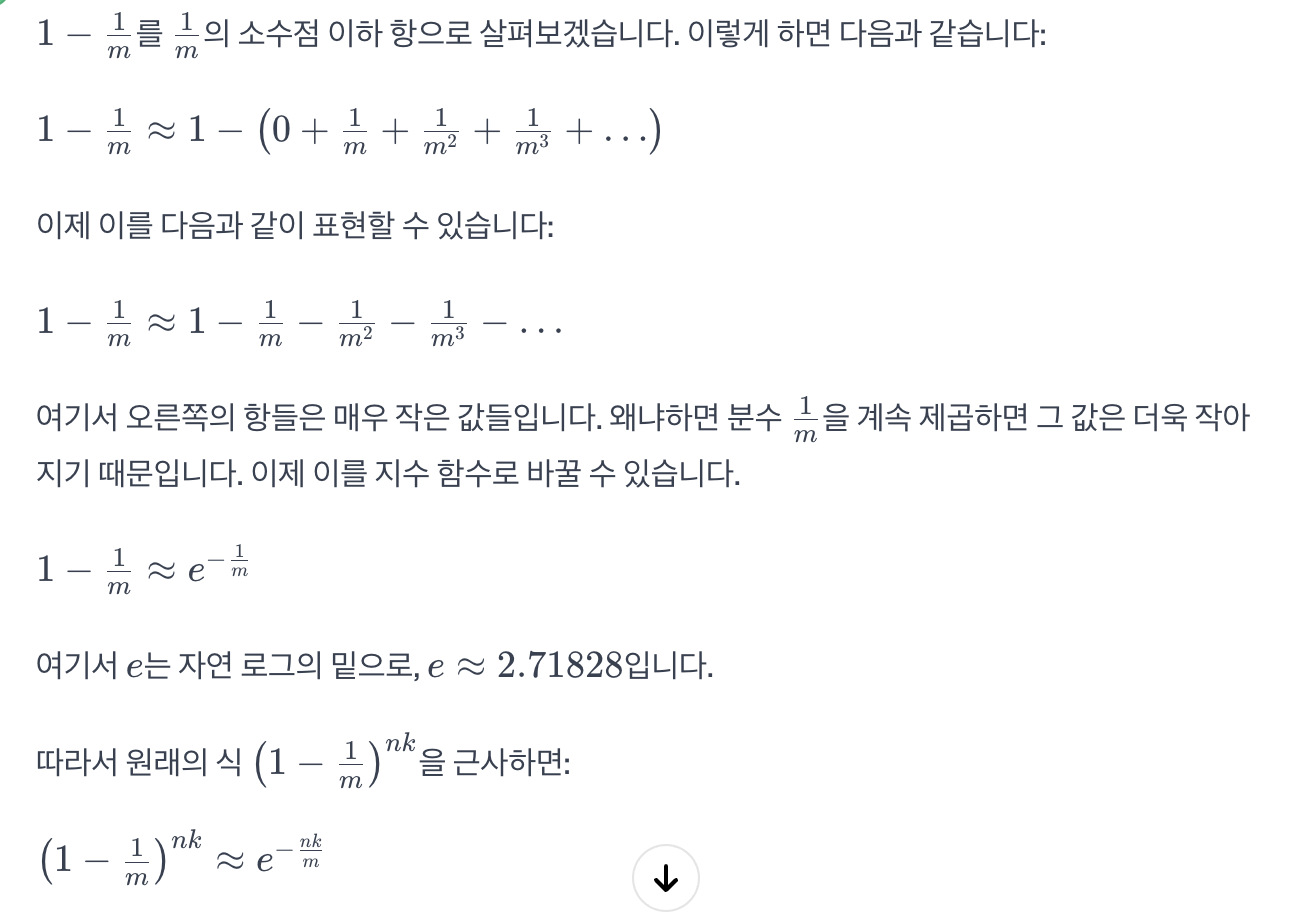 $1 - \frac{1}{m}$를 $\frac{1}{m}$의 소수점 이하 항으로 살펴보겠습니다. 이렇게 하면 다음과 같습니다:
$1 - \frac{1}{m} \approx 1 - \left(0 + \frac{1}{m} + \frac{1}{m^2} + \frac{1}{m^3} + \ldots\right)$
이제 이를 다음과 같이 표현할 수 있습니다:
$1 - \frac{1}{m} \approx 1 - \frac{1}{m} - \frac{1}{m^2} - \frac{1}{m^3} - \ldots$
여기서 오른쪽의 항들은 매우 작은 값들입니다. 왜냐하면 분수 $\frac{1}{m}$을 계속 제곱하면 그 값은 더욱 작아
지기 때문입니다. 이제 이를 지수 함수로 바꿀 수 있습니다.
$1 - \frac{1}{m} \approx e^{-\frac{1}{m}}$
여기서 $e$는 자연 로그의 밑으로, $e \approx 2.71828$입니다.
따라서 원래의 식 $\left(1 - \frac{1}{m}\right)^{nk}$을 근사하면:
$\left(1 - \frac{1}{m}\right)^{nk} \approx e^{-\frac{nk}{m}}$